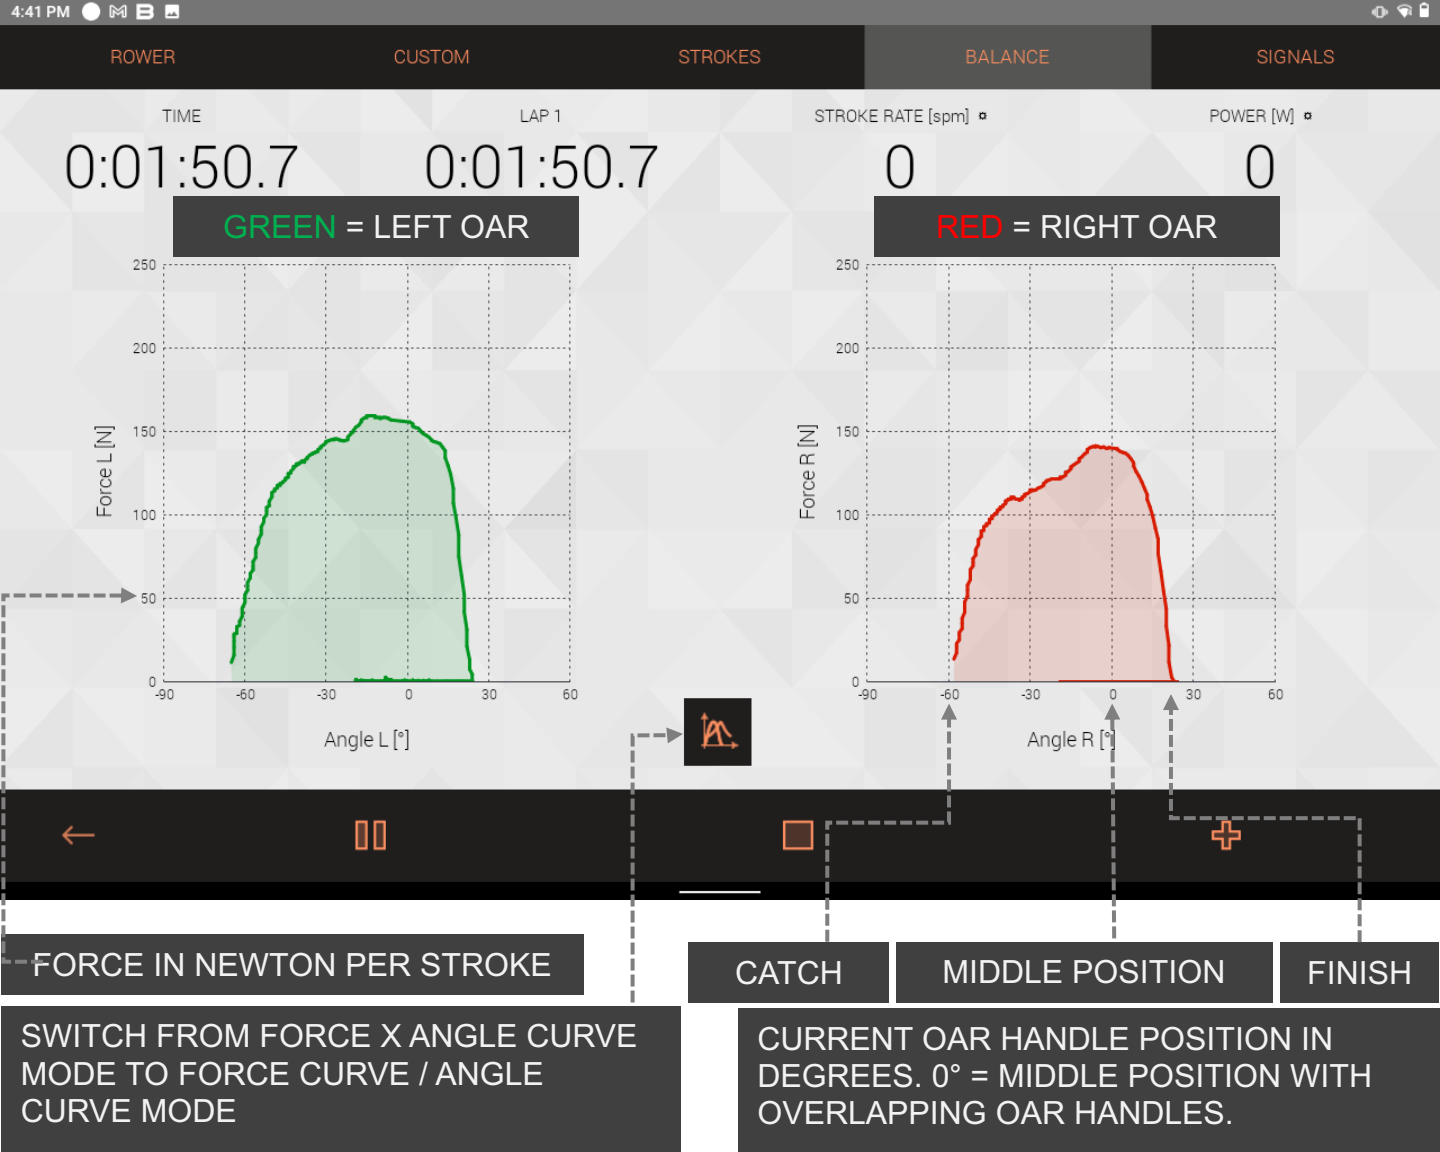 4:41 PM
ROWER
CUSTOM
STROKES
BALANCE
SIGNALS
TIME
LAP 1
STROKE RATE [spm]
POWER [W]
0:01:50.7
0:01:50.7
0
0
GREEN = LEFT OAR
RED = RIGHT OAR
250
200
150
100
50
0
Force L [N]
-90
-60
-30
0
30
60
Angle L [°]
250
200
150
100
50
0
Force R [N]
-90
-60
-30
0
30
60
Angle R [°]
FORCE IN NEWTON PER STROKE
CATCH
MIDDLE POSITION
FINISH
SWITCH FROM FORCE X ANGLE CURVE
MODE TO FORCE CURVE / ANGLE
CURVE MODE
CURRENT OAR HANDLE POSITION IN
DEGREES. 0° = MIDDLE POSITION WITH
OVERLAPPING OAR HANDLES.